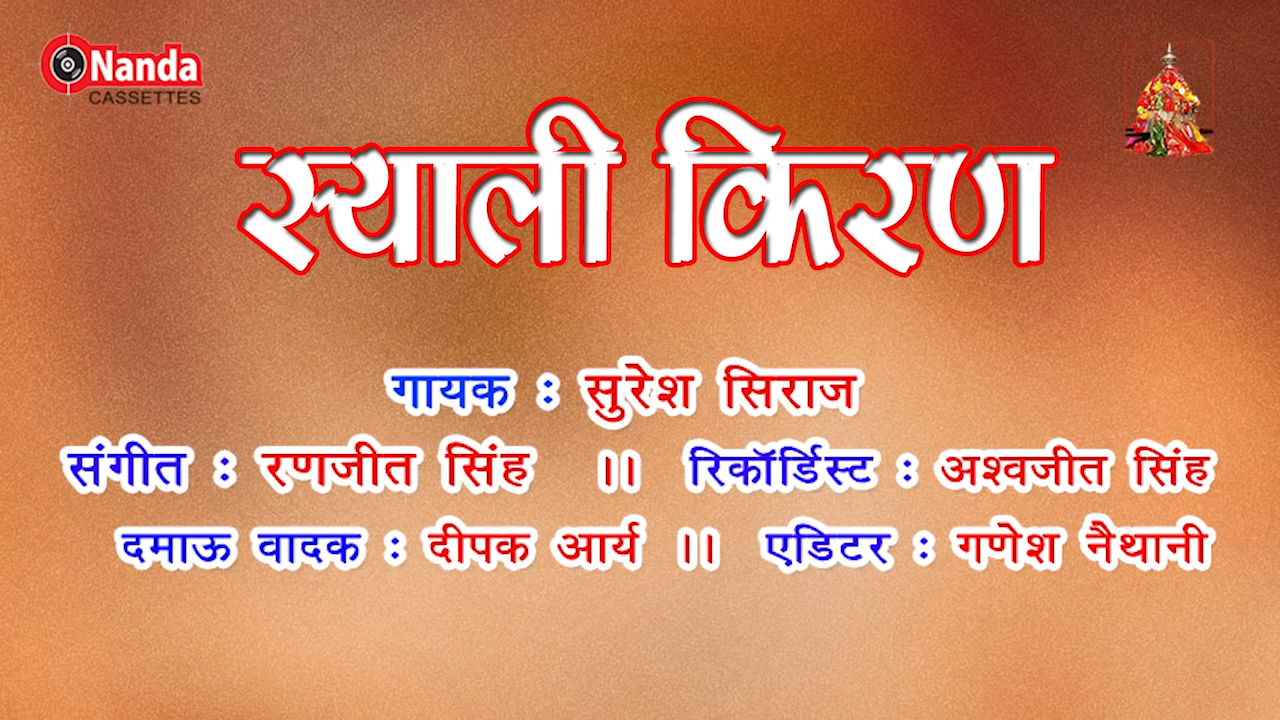 Nanda
CASSETTES
स्याली किरण
गायक : सुरेश सिराज
संगीत : रणजीत सिंह ।। रिकॉर्डिस्ट : अश्वजीत सिंह
दमाऊ वादक : दीपक आर्य ।। एडिटर : गणेश नैथानी